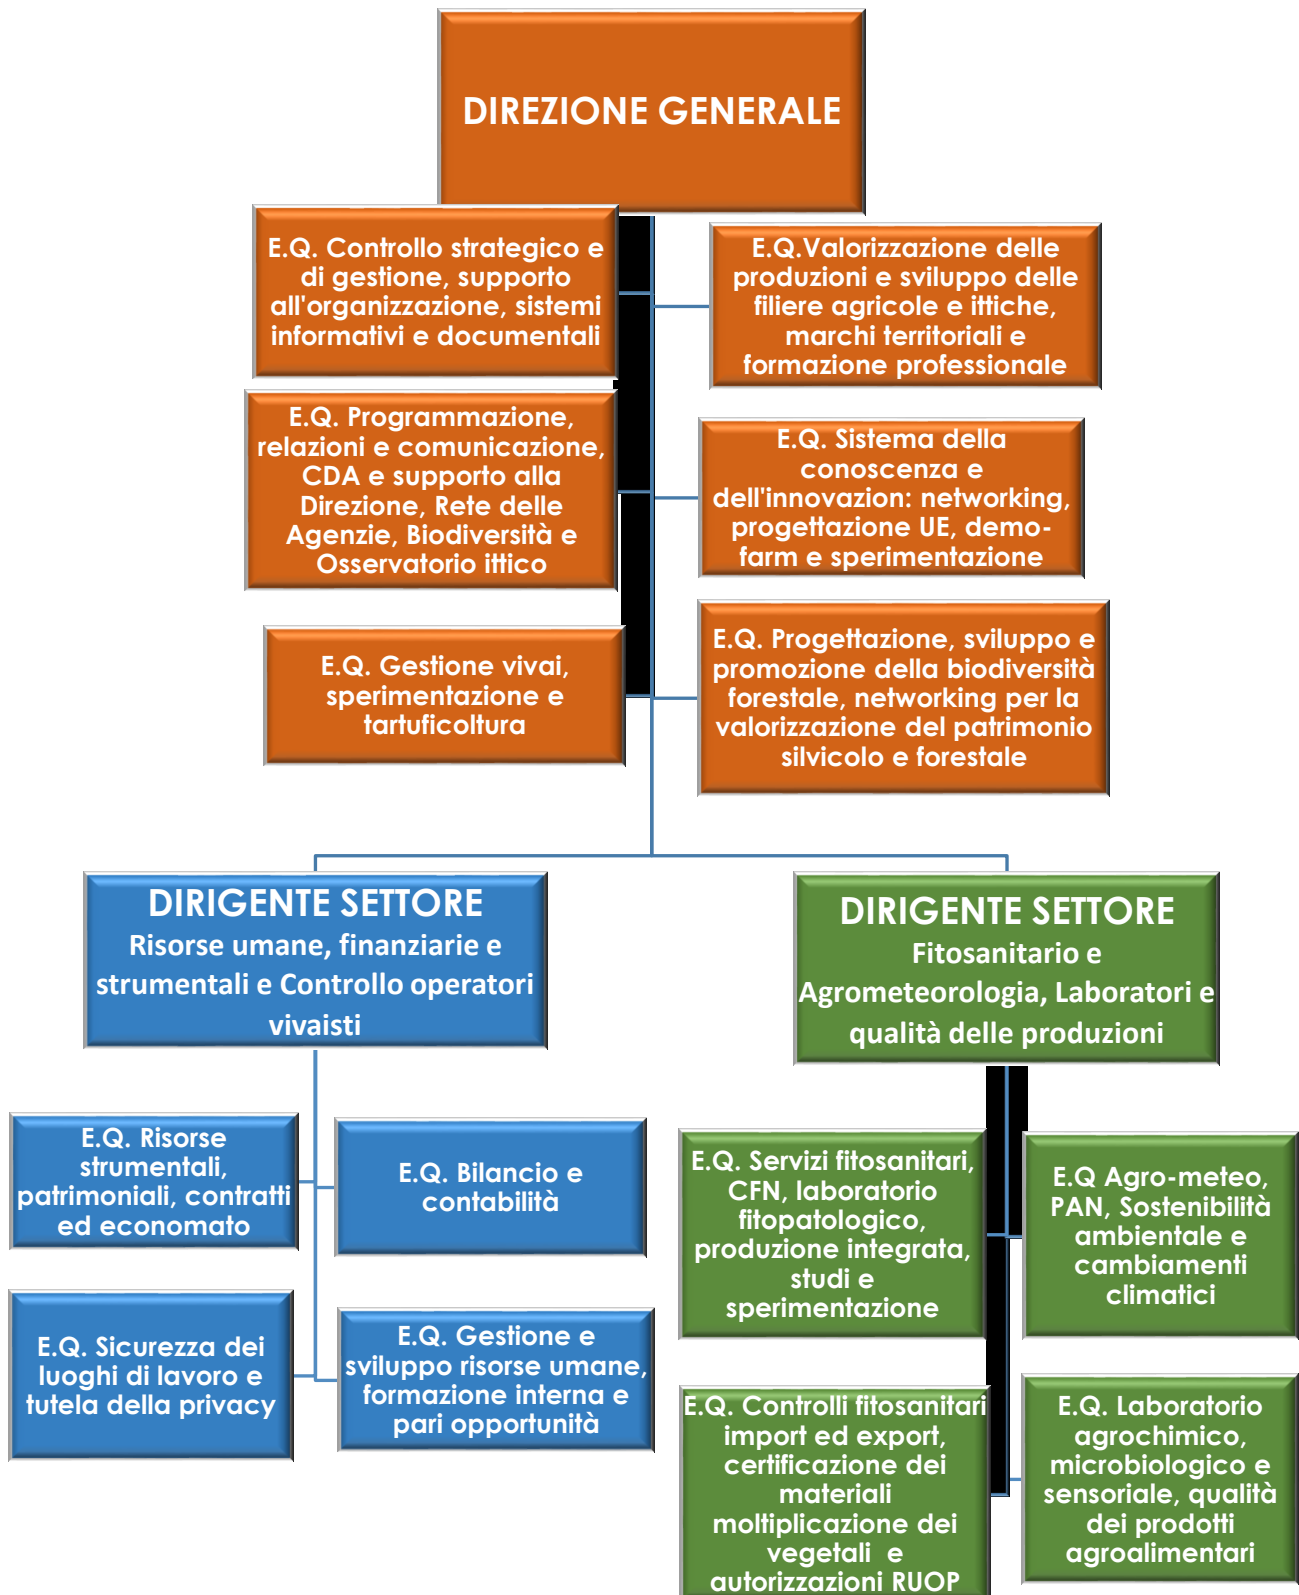 DIREZIONE GENERALE
E.Q. Controllo strategico e
di gestione, supporto
all'organizzazione, sistemi
informativi e documentali
E.Q.Valorizzazione delle
produzioni e sviluppo delle
filiere agricole e ittiche,
marchi territoriali e
formazione professionale
E.Q. Programmazione,
relazioni e comunicazione,
CDA e supporto alla
Direzione, Rete delle
Agenzie, Biodiversità e
Osservatorio ittico
E.Q. Sistema della
conoscenza e
dell'innovazion: networking,
progettazione UE, demo-
farm e sperimentazione
E.Q. Gestione vivai,
sperimentazione e
tartuficoltura
E.Q. Progettazione, sviluppo e
promozione della biodiversità
forestale, networking per la
valorizzazione del patrimonio
silvicolo e forestale
DIRIGENTE SETTORE
Risorse umane, finanziarie e
strumentali e Controllo operatori
vivaisti
DIRIGENTE SETTORE
Fitosanitario e
Agrometeorologia, Laboratori e
qualità delle produzioni
E.Q. Risorse
strumentali,
patrimoniali, contratti
ed economato
E.Q. Bilancio e
contabilità
E.Q. Sicurezza dei
luoghi di lavoro e
tutela della privacy
E.Q. Gestione e
sviluppo risorse umane,
formazione interna e
pari opportunità
E.Q. Servizi fitosanitari,
CFN, laboratorio
fitopatologico,
produzione integrata,
studi e
sperimentazione
E.Q Agro-meteo,
PAN, Sostenibilità
ambientale e
cambiamenti
climatici
E.Q. Controlli fitosanitari
import ed export,
certificazione dei
materiali
moltiplicazione dei
vegetali  e
autorizzazioni RUOP
E.Q. Laboratorio
agrochimico,
microbiologico e
sensoriale, qualità
dei prodotti
agroalimentari